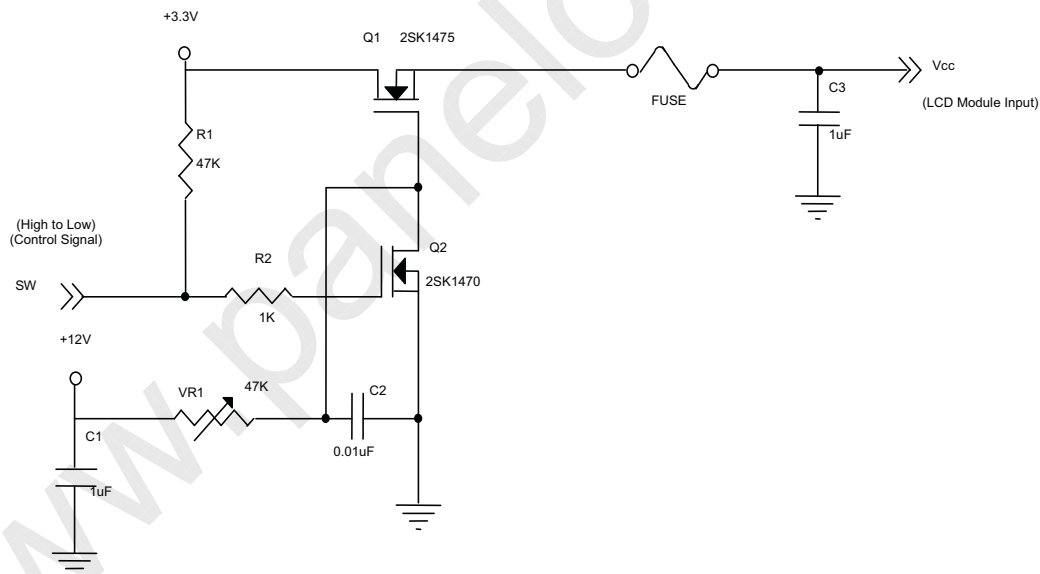 +3.3V
Q1 2SK1475
Vcc
FUSE
C3
(LCD Module Input)
R1
1uF
47K
(High to Low)
(Control Signal)
Q2
R2
2SK1470
SW
1K
+12V
VR1
47K
C2
C1
0.01uF
1uF
www.panelo